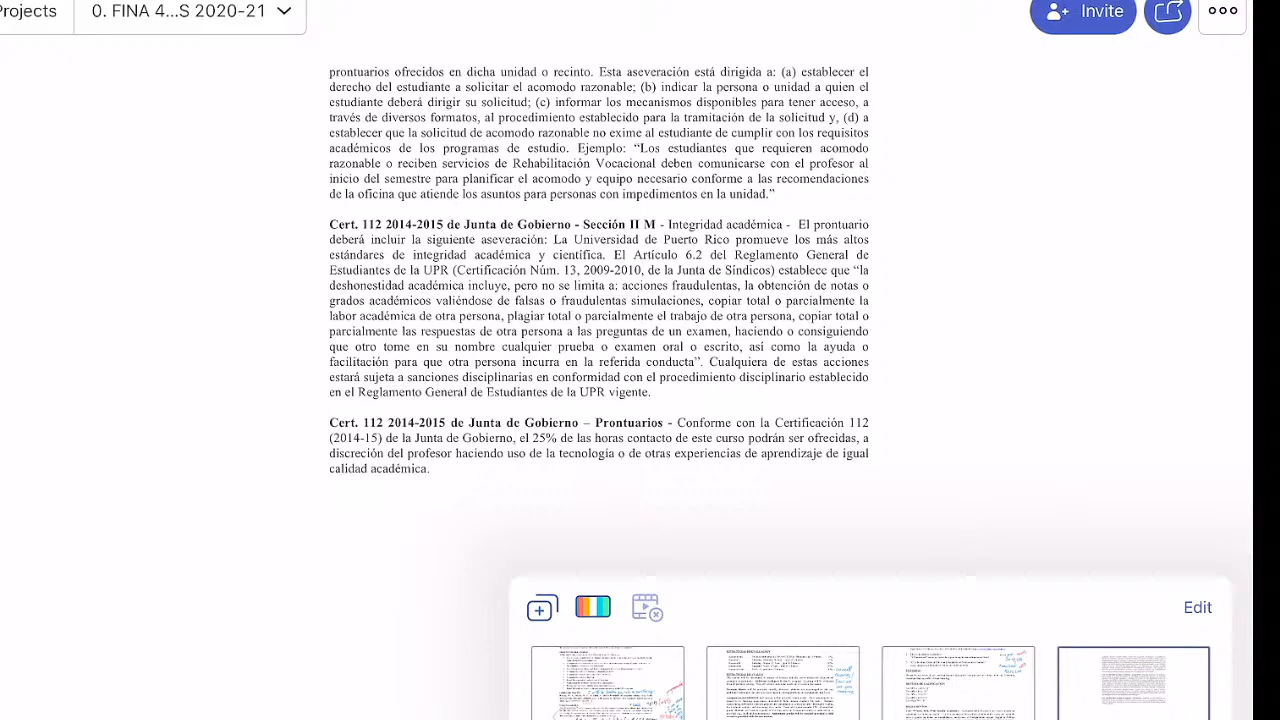 Projects
0. FINA 4...S 2020-21
Invite
prontuarios ofrecidos en dicha unidad o recinto. Esta aseveración está dirigida a: (a) establecer el
derecho del estudiante a solicitar el acomodo razonable; (b) indicar la persona o unidad a quien el
estudiante deberá dirigir su solicitud; (c) informar los mecanismos disponibles para tener acceso, a
través de diversos formatos, al procedimiento establecido para la tramitación de la solicitud y, (d) a
establecer que la solicitud de acomodo razonable no exime al estudiante de cumplir con los requisitos
académicos de los programas de estudio. Ejemplo: “Los estudiantes que requieren acomodo
razonable o reciben servicios de Rehabilitación Vocacional deben comunicarse con el profesor al
inicio del semestre para planificar el acomodo y equipo necesario conforme a las recomendaciones
de la oficina que atiende los asuntos para personas con impedimentos en la unidad.”
Cert. 112 2014-2015 de Junta de Gobierno - Sección II M - Integridad académica - El prontuario
deberá incluir la siguiente aseveración: La Universidad de Puerto Rico promueve los más altos
estándares de integridad académica y científica. El Artículo 6.2 del Reglamento General de
Estudiantes de la UPR (Certificación Núm. 13, 2009-2010, de la Junta de Síndicos) establece que “la
deshonestidad académica incluye, pero no se limita a: acciones fraudulentas, la obtención de notas o
grados académicos valiéndose de falsas o fraudulentas simulaciones, copiar total o parcialmente la
labor académica de otra persona, plagiar total o parcialmente el trabajo de otra persona, copiar total o
parcialmente las respuestas de otra persona a las preguntas de un examen, haciendo o consiguiendo
que otro tome en su nombre cualquier prueba o examen oral o escrito, así como la ayuda o
facilitación para que otra persona incurra en la referida conducta”. Cualquiera de estas acciones
estará sujeta a sanciones disciplinarias en conformidad con el procedimiento disciplinario establecido
en el Reglamento General de Estudiantes de la UPR vigente.
Cert. 112 2014-2015 de Junta de Gobierno – Prontuarios - Conforme con la Certificación 112
(2014-15) de la Junta de Gobierno, el 25% de las horas contacto de este curso podrán ser ofrecidas, a
discreción del profesor haciendo uso de la tecnología o de otras experiencias de aprendizaje de igual
calidad académica.
Edit